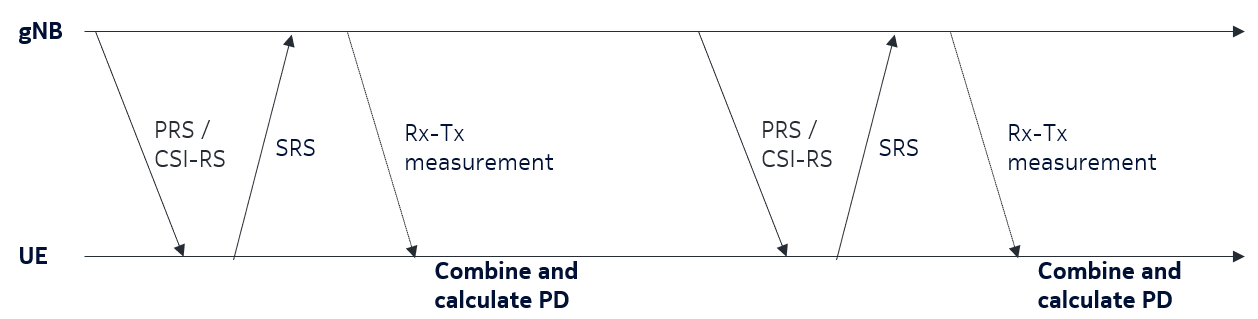 gNB
PRS /
CSI-RS
SRS
Rx-Tx
measurement
PRS /
CSI-RS
SRS
Rx-Tx
measurement
UE
Combine and
calculate PD
Combine and
calculate PD